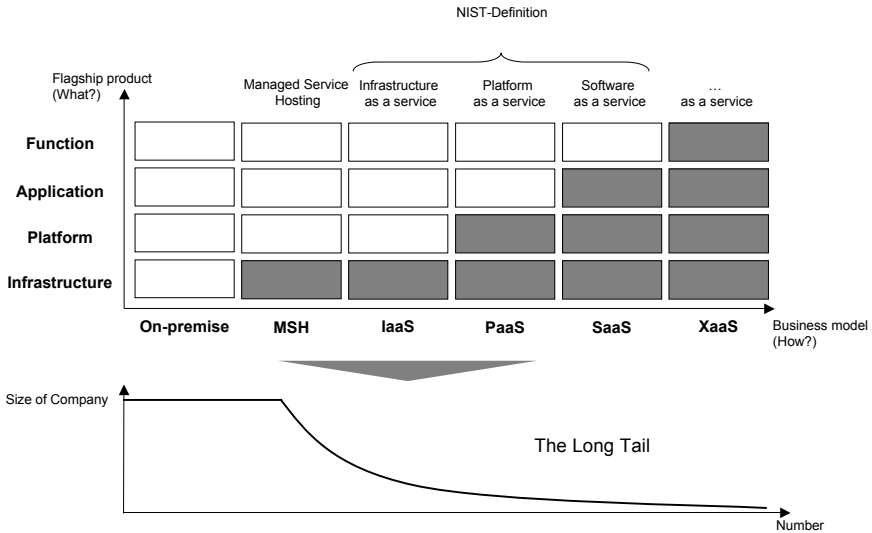 NIST-Definition
Flagship product
(What?)
Managed Service
Hosting
Infrastructure
as a service
Platform
as a service
Software
as a service
...
as a service
Function
Application
Platform
Infrastructure
On-premise
MSH
IaaS
PaaS
SaaS
XaaS
Business model
(How?)
Size of Company
The Long Tail
Number